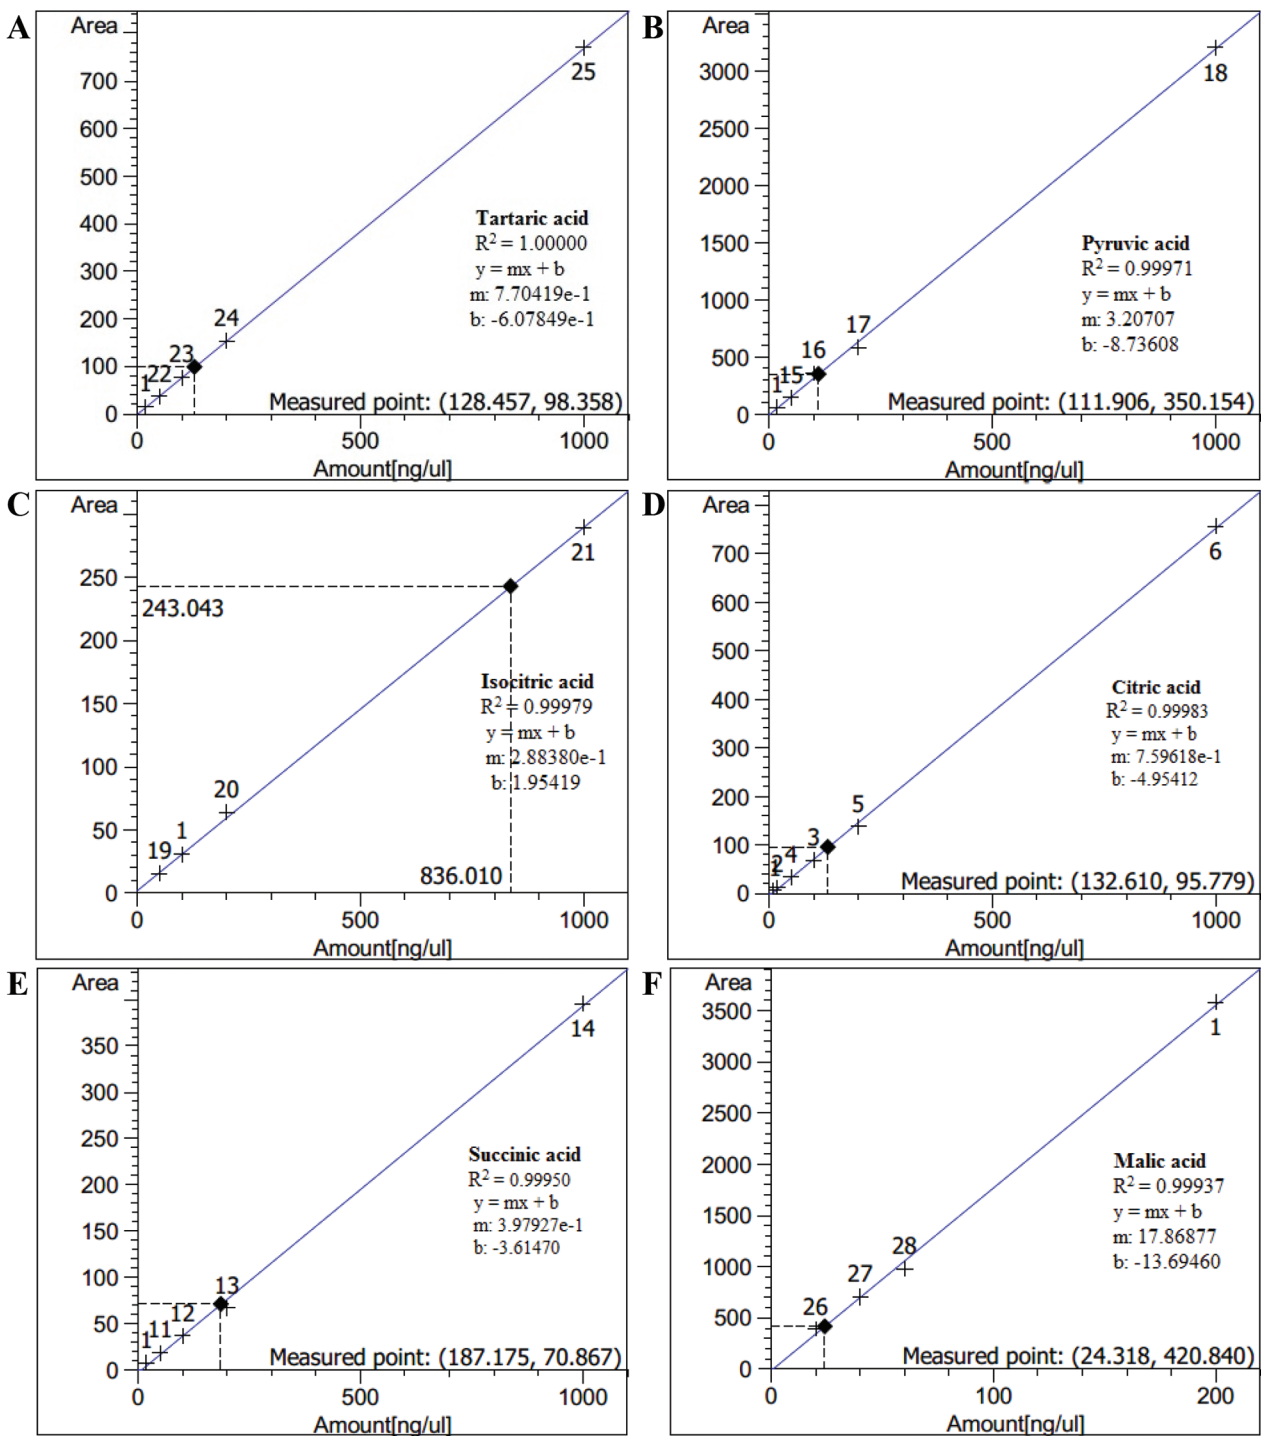 A
Area
700
600
500
400
300
200
100
0
25
24
23
22
1
Tartaric acid
R² = 1.00000
y = mx + b
m: 7.70419e-1
b: -6.07849e-1
Measured point: (128.457, 98.358)
0 500 1000
Amount[ng/ul]
B
Area
3000
2500
2000
1500
1000
500
0
18
17
16
15
1
Pyruvic acid
R² = 0.99971
y = mx + b
m: 3.20707
b: -8.73608
Measured point: (111.906, 350.154)
0 500 1000
Amount[ng/ul]
C
Area
250
200
150
100
50
0
21
243.043
20
1
19
Isocitric acid
R² = 0.99979
y = mx + b
m: 2.88380e-1
b: 1.95419
836.010
0 500 1000
Amount[ng/ul]
D
Area
700
600
500
400
300
200
100
0
6
5
3
4
2
1
Citric acid
R² = 0.99983
y = mx + b
m: 7.59618e-1
b: -4.95412
Measured point: (132.610, 95.779)
0 500 1000
Amount[ng/ul]
E
Area
350
300
250
200
150
100
50
0
14
13
12
11
1
Succinic acid
R² = 0.99950
y = mx + b
m: 3.97927e-1
b: -3.61470
Measured point: (187.175, 70.867)
0 500 1000
Amount[ng/ul]
F
Area
3500
3000
2500
2000
1500
1000
500
0
1
28
27
26
Malic acid
R² = 0.99937
y = mx + b
m: 17.86877
b: -13.69460
Measured point: (24.318, 420.840)
0 100 200
Amount[ng/ul]